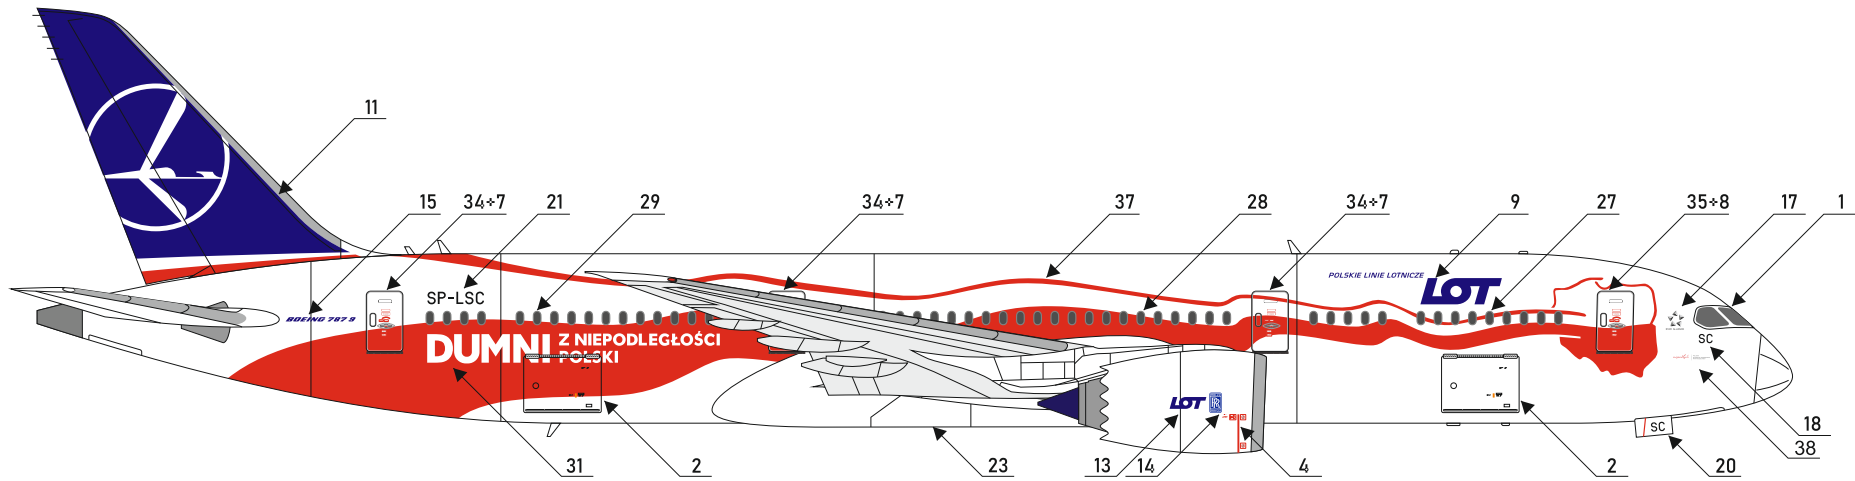 11
15
34÷7
21
29
34÷7
37
28
34÷7
9
27
35÷8
17
1
POLSKIE LINIE LOTNICZE
LOT
SP-LSC
BOEING 787 9
DUMNI
Z NIEPODLEGŁOŚCI
POLSKI
SC
LOT
SC
18
38
31
2
23
13
14
4
2
20